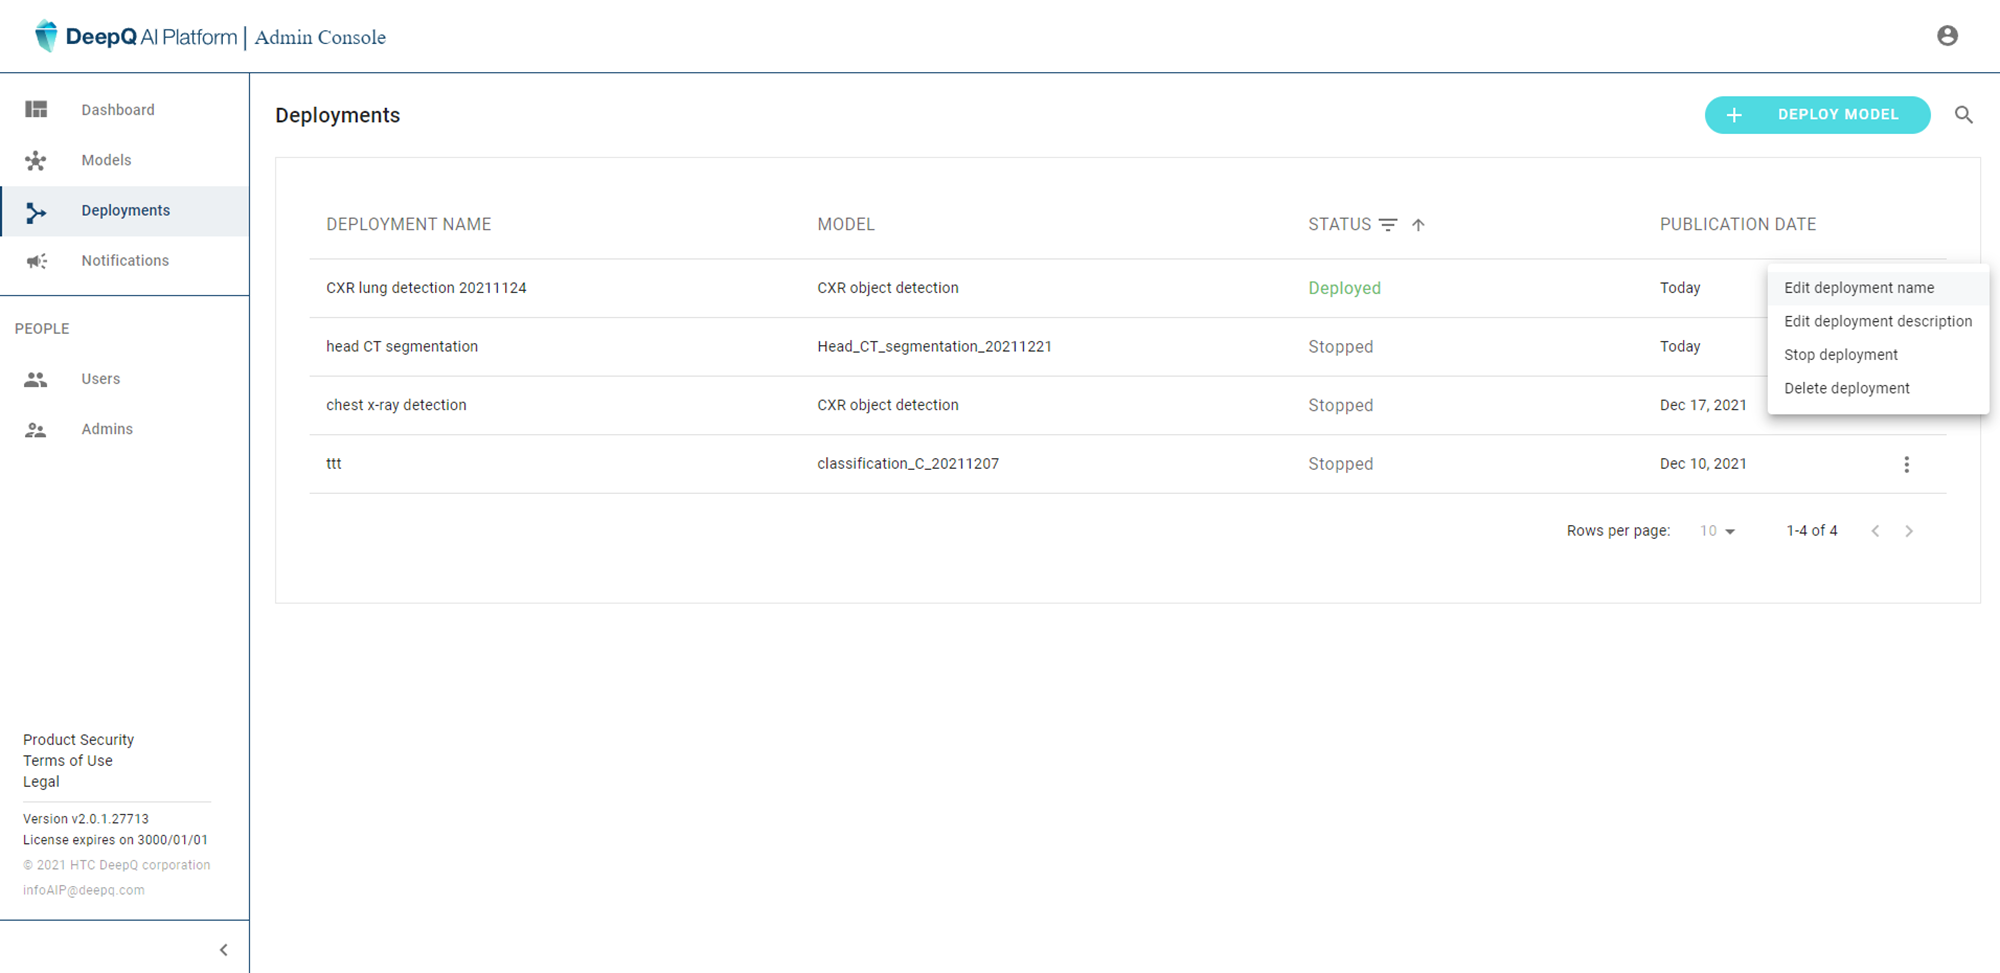 DeepQ AI Platform | Admin Console
Dashboard
Models
Deployments
Notifications
PEOPLE
Users
Admins
Product Security
Terms of Use
Legal
Version v2.0.1.27713
License expires on 3000/01/01
© 2021 HTC DeepQ corporation
infoAIP@deepq.com
Deployments
DEPLOY MODEL
DEPLOYMENT NAME MODEL STATUS PUBLICATION DATE
CXR lung detection 20211124 CXR object detection Deployed Today
head CT segmentation Head_CT_segmentation_20211221 Stopped Today
chest x-ray detection CXR object detection Stopped Dec 17, 2021
ttt classification_C_20211207 Stopped Dec 10, 2021
Edit deployment name
Edit deployment description
Stop deployment
Delete deployment
Rows per page: 10 1-4 of 4